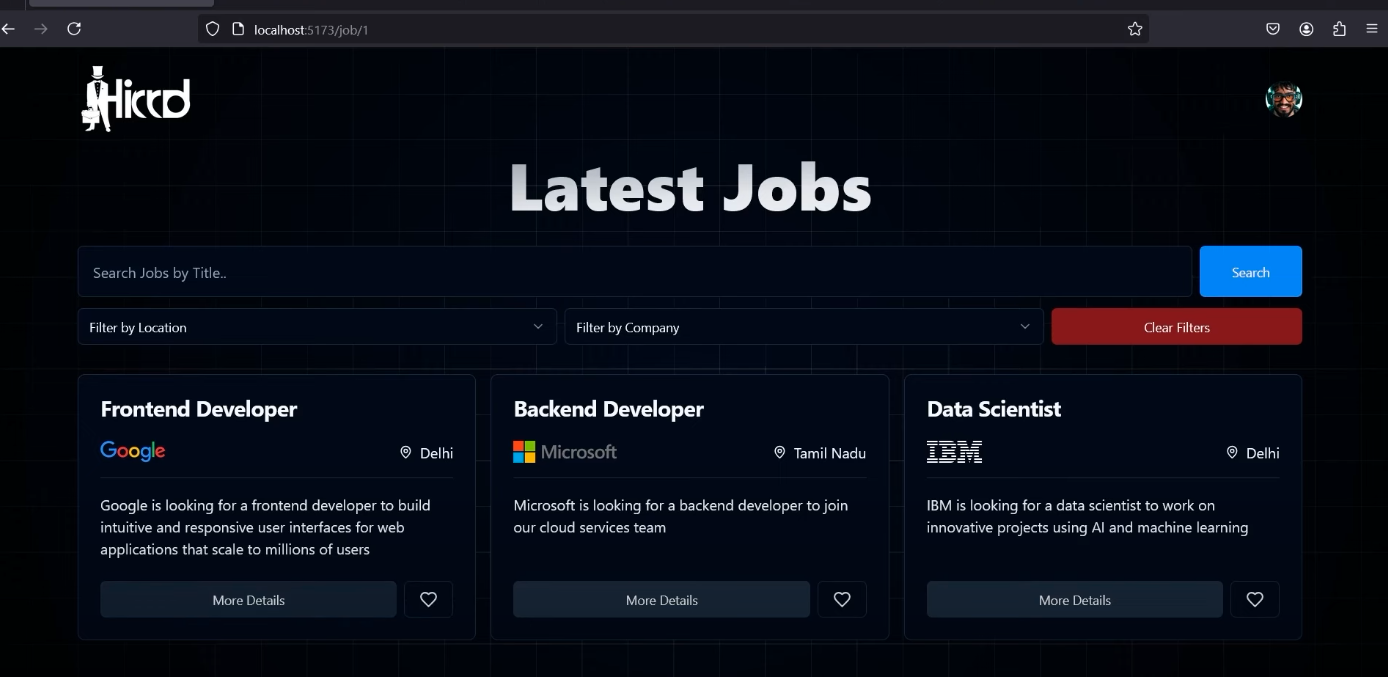 localhost:5173/job/1
Hirrd
Latest Jobs
Search Jobs by Title..
Search
Filter by Location
Filter by Company
Clear Filters
Frontend Developer
Google
Delhi
Google is looking for a frontend developer to build
intuitive and responsive user interfaces for web
applications that scale to millions of users
More Details
Backend Developer
Microsoft
Tamil Nadu
Microsoft is looking for a backend developer to join
our cloud services team
More Details
Data Scientist
IBM
Delhi
IBM is looking for a data scientist to work on
innovative projects using AI and machine learning
More Details